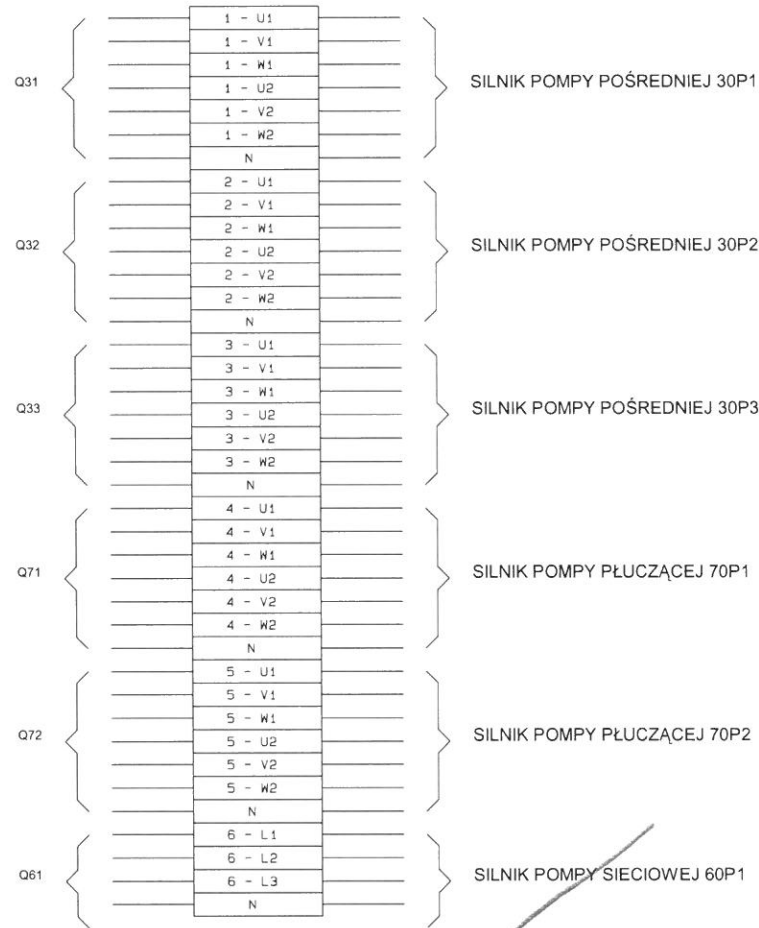 1 - U1
1 - V1
1 - W1
Q31 1 - U2 SILNIK POMPY POŚREDNIEJ 30P1
1 - V2
1 - W2
N
2 - U1
2 - V1
2 - W1
Q32 2 - U2 SILNIK POMPY POŚREDNIEJ 30P2
2 - V2
2 - W2
N
3 - U1
3 - V1
3 - W1
Q33 3 - U2 SILNIK POMPY POŚREDNIEJ 30P3
3 - V2
3 - W2
N
4 - U1
4 - V1
4 - W1
Q71 4 - U2 SILNIK POMPY PŁUCZĄCEJ 70P1
4 - V2
4 - W2
N
5 - U1
5 - V1
5 - W1
Q72 5 - U2 SILNIK POMPY PŁUCZĄCEJ 70P2
5 - V2
5 - W2
N
6 - L1
6 - L2
Q61 6 - L3 SILNIK POMPY SIECIOWEJ 60P1
N